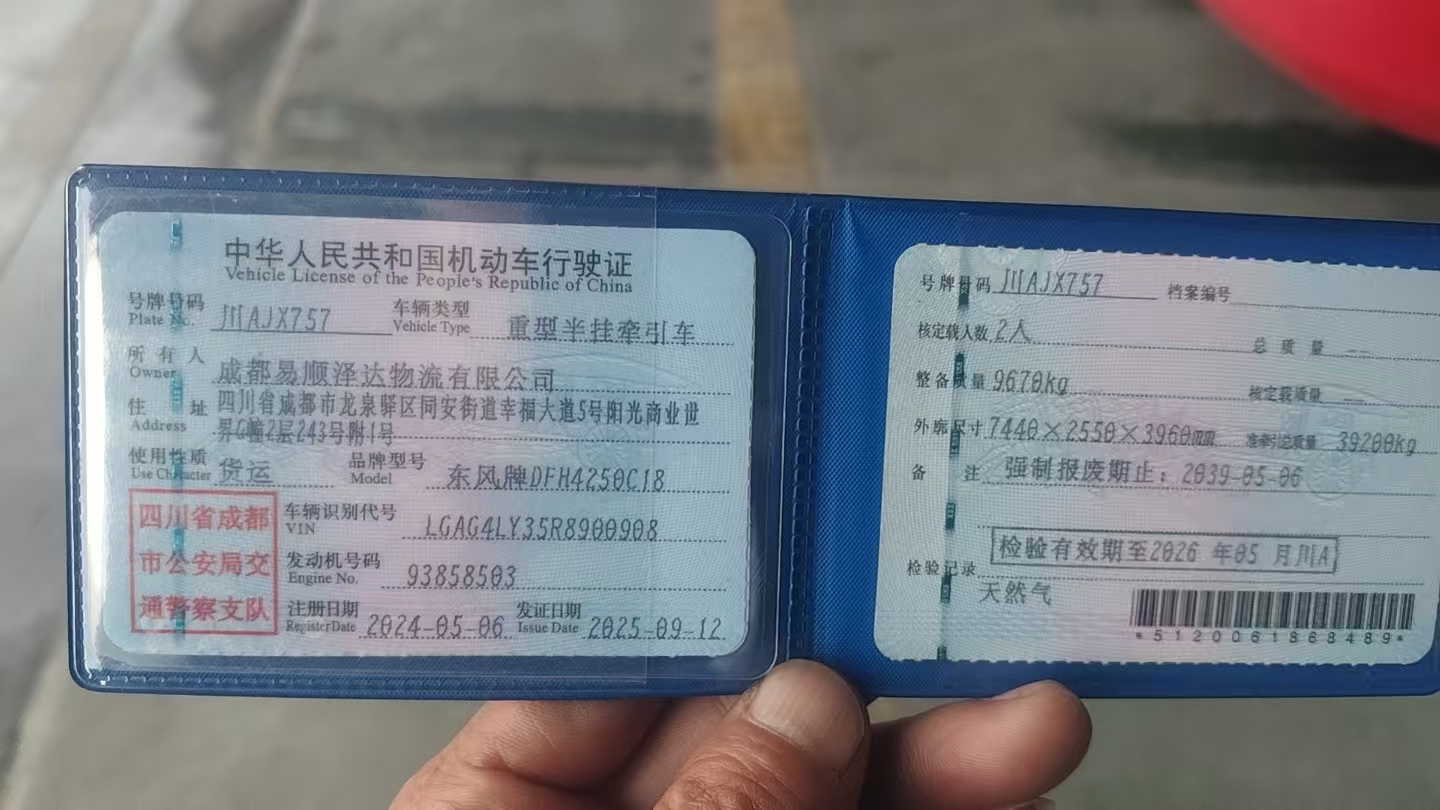 中华人民共和国机动车行驶证
Vehicle License of the People's Republic of China
号牌号码 川AJX757 车辆类型 重型半挂牵引车
Plate No. Vehicle Type
所有人 成都易顺泽达物流有限公司
Owner
住址 四川省成都市龙泉驿区同安街道幸福大道5号阳光商业世
Address 界G幢2层243号附1号
使用性质 货运 品牌型号 东风牌DFH4250C18
Use Character Model
四川省成都
市公安局交
通警察支队
车辆识别代号 LGAG4LY35R8900908
VIN
发动机号码 93858503
Engine No.
注册日期 2024-05-06 发证日期 2025-09-12
Register Date Issue Date
号牌号码 川AJX757 档案编号
核定载人数 2人 总质量 --
整备质量 9670kg 核定载质量 --
外廓尺寸 7440×2550×3960mm 准牵引总质量 39200kg
备注 强制报废期止：2039-05-06
检验有效期至2026 年05 月川A
检验记录
天然气
*5120061868489*